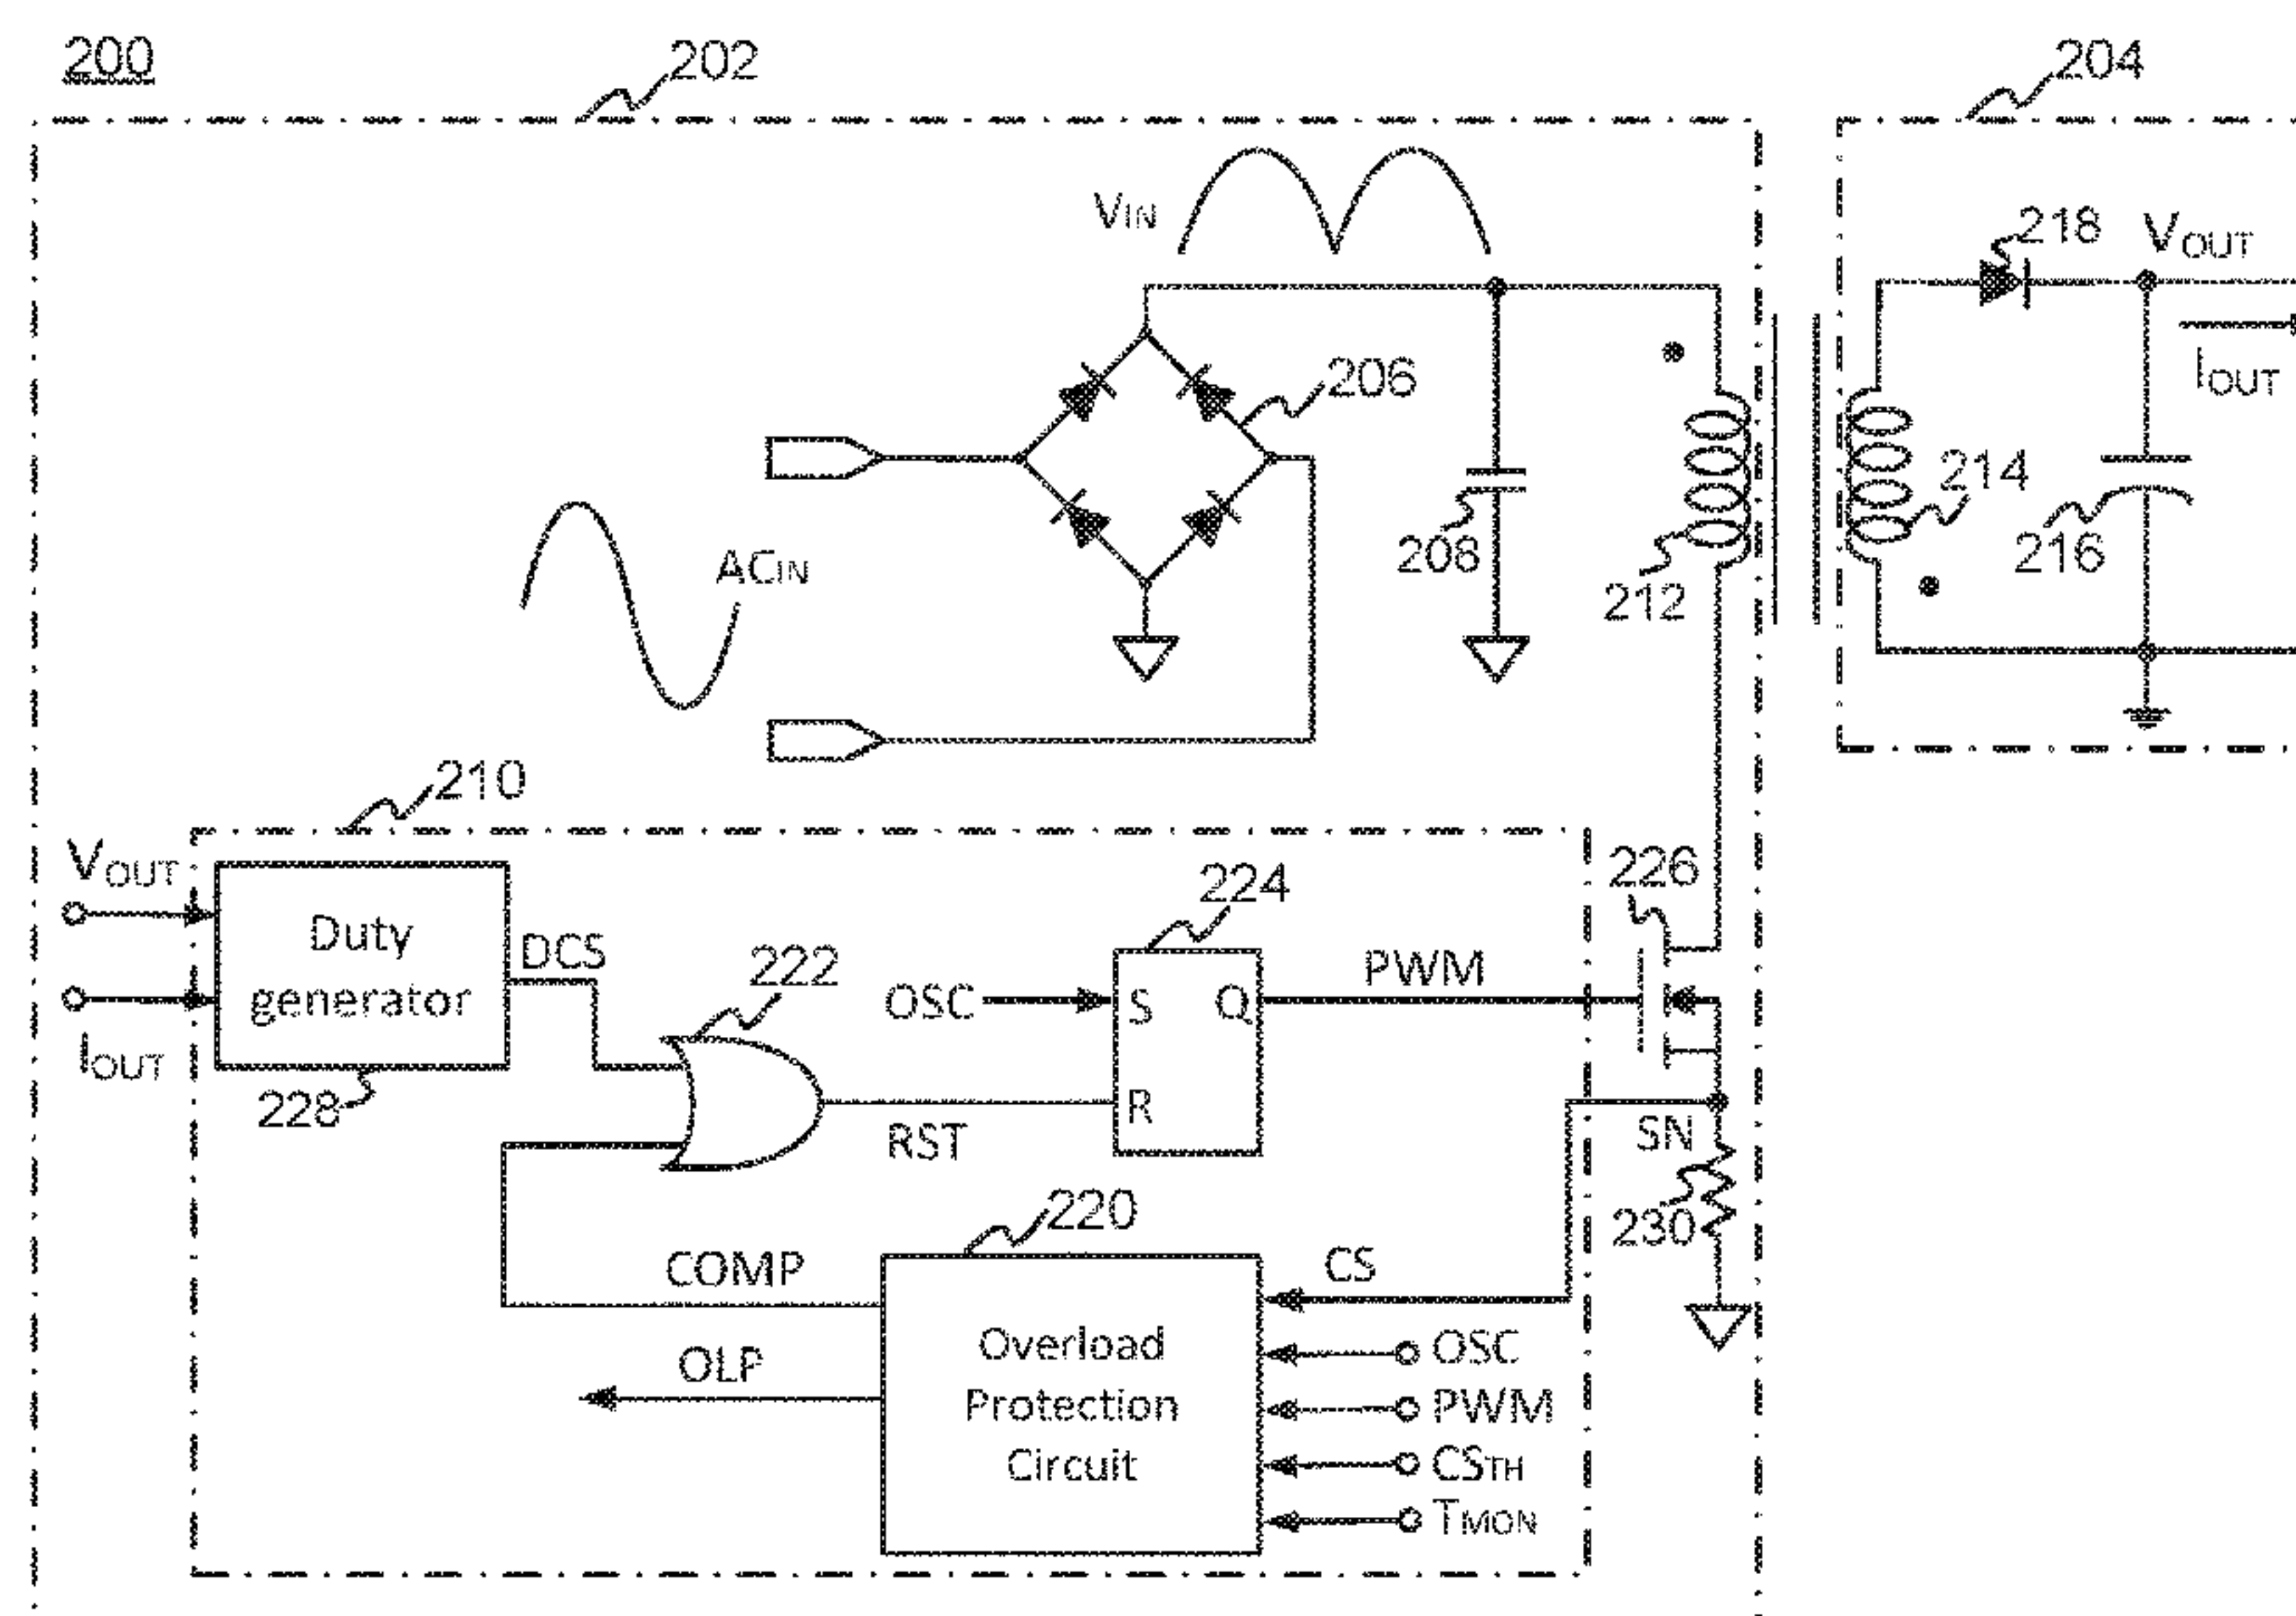 200
202
204
VIN
218
VOUT
206
IOUT
214
208
216
ACIN
212
210
VOUT
226
224
Duty
generator
DCS
222
PWM
OSC
S
Q
IOUT
228
R
RST
SN
220
230
COMP
CS
Overload
Protection
Circuit
OSC
OLP
PWM
CSTH
TMON